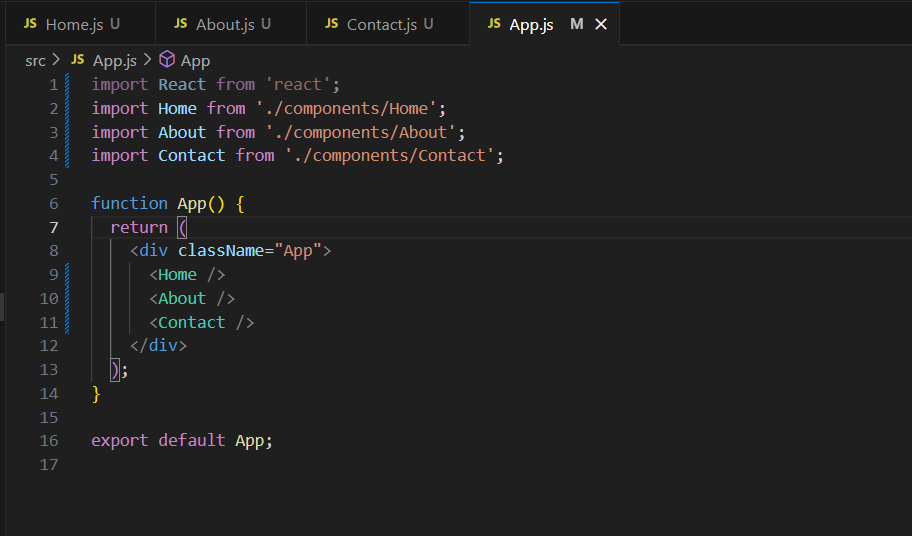 JS Home.js U JS About.js U JS Contact.js U JS App.js M
src > JS App.js > App
1 import React from 'react';
2 import Home from './components/Home';
3 import About from './components/About';
4 import Contact from './components/Contact';
5
6 function App() {
7 return (
8 <div className="App">
9 <Home />
10 <About />
11 <Contact />
12 </div>
13 );
14 }
15
16 export default App;
17